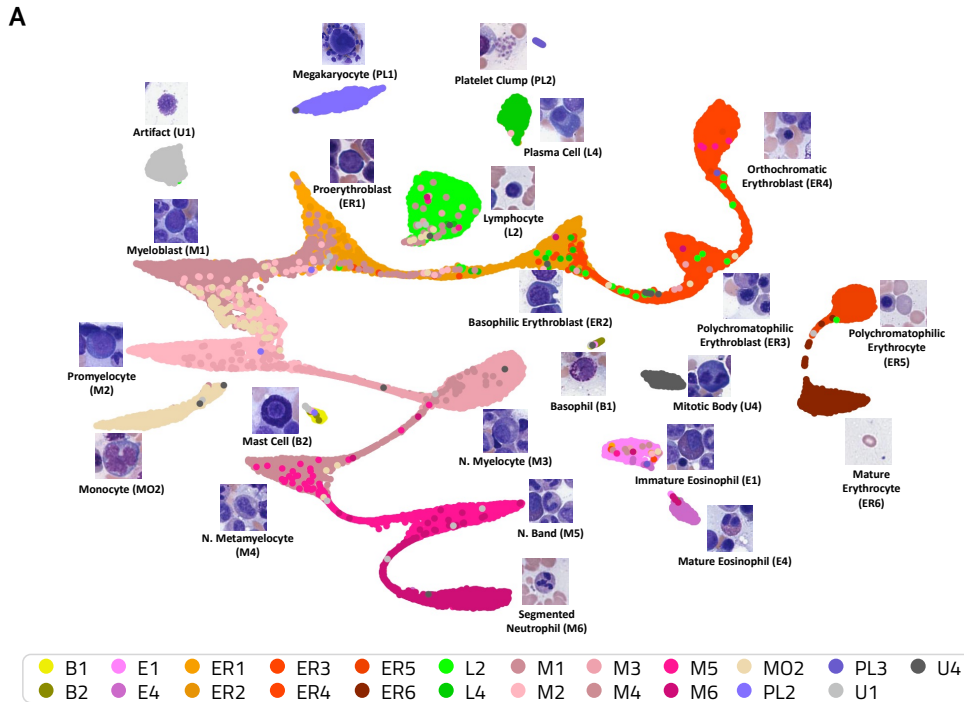 A
Megakaryocyte (PL1)
Platelet Clump (PL2)
Artifact (U1)
Plasma Cell (L4)
Orthochromatic
Erythroblast (ER4)
Proerythroblast
(ER1)
Lymphocyte
(L2)
Myeloblast (M1)
Basophilic Erythroblast (ER2)
Polychromatophilic
Erythroblast (ER3)
Polychromatophilic
Erythrocyte
(ER5)
Promyelocyte
(M2)
Basophil (B1)
Mitotic Body (U4)
Mast Cell (B2)
N. Myelocyte (M3)
Monocyte (MO2)
Immature Eosinophil (E1)
Mature
Erythrocyte
(ER6)
N. Metamyelocyte
(M4)
N. Band (M5)
Mature Eosinophil (E4)
Segmented
Neutrophil (M6)
B1 E1 ER1 ER3 ER5 L2 M1 M3 M5 MO2 PL3 U4
B2 E4 ER2 ER4 ER6 L4 M2 M4 M6 PL2 U1